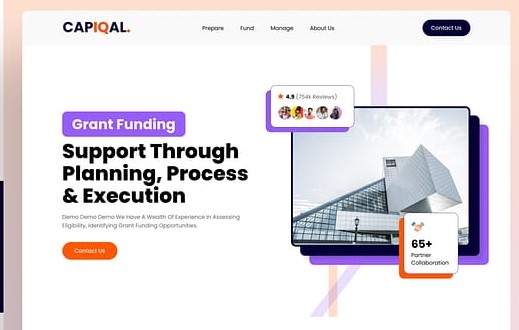 CAPIQAL.
Prepare Fund Manage About Us
Contact Us
4.9 (754k Reviews)
Grant Funding
Support Through
Planning, Process
& Execution
Demo Demo Demo We Have A Wealth Of Experience In Assessing
Eligibility, Identifying Grant Funding Opportunities.
Contact Us
65+
Partner
Collaboration